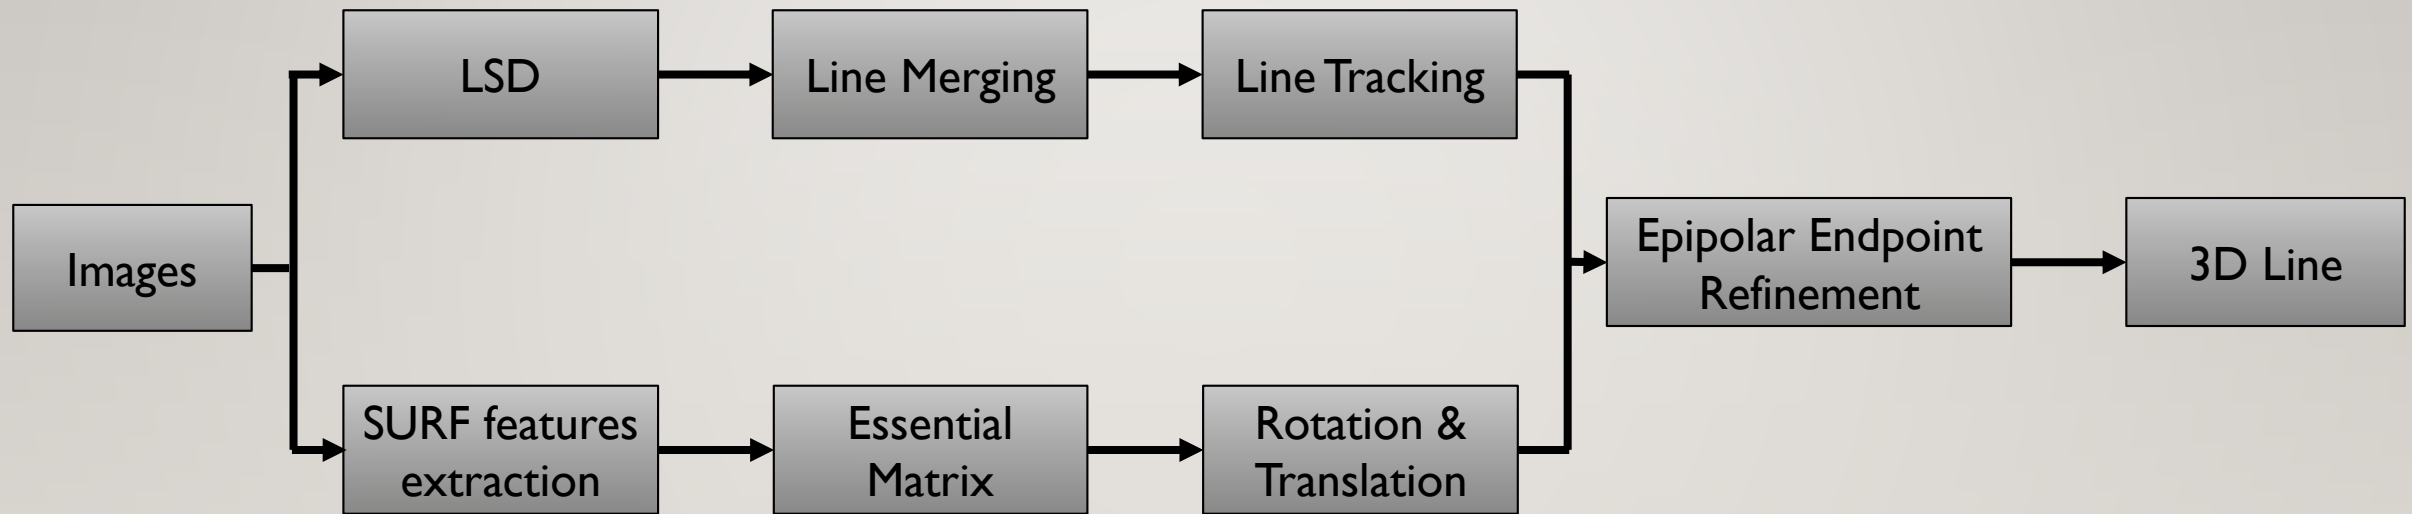 Images
LSD
Line Merging
Line Tracking
SURF features
extraction
Essential
Matrix
Rotation &
Translation
Epipolar Endpoint
Refinement
3D Line